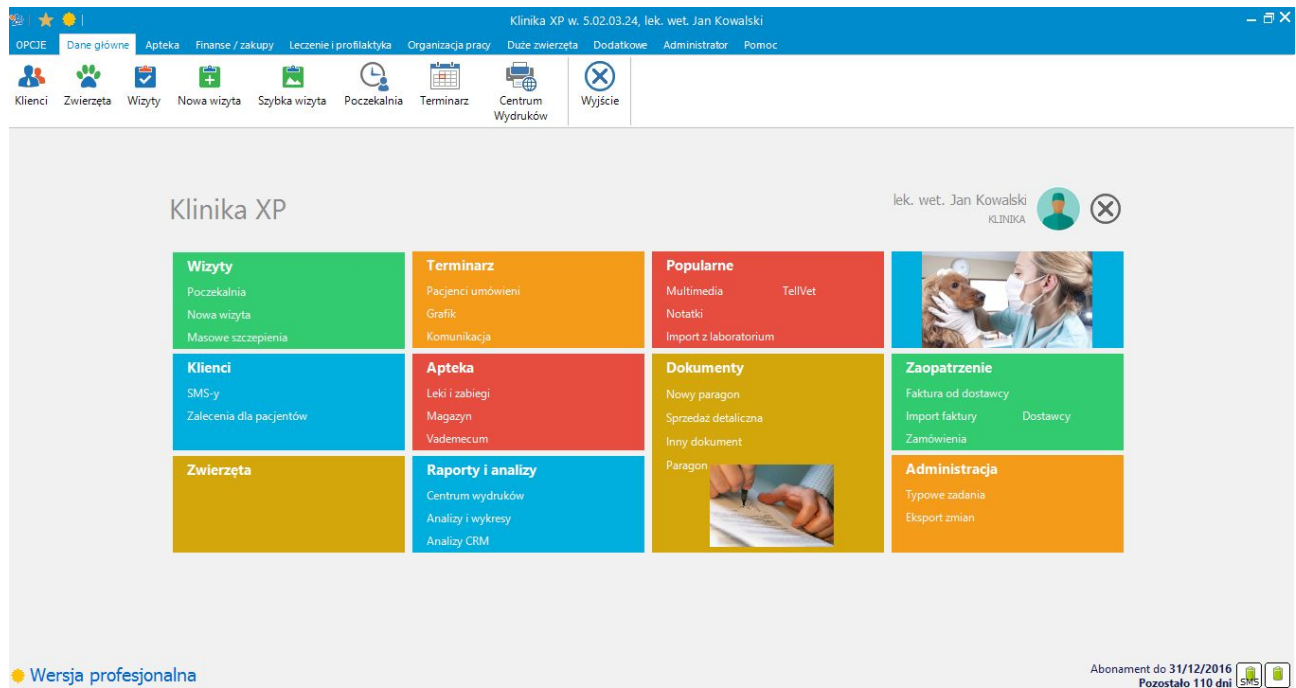 Klinika XP w. 5.02.03.24, lek. wet. Jan Kowalski
OPCJE Dane główne Apteka Finanse / zakupy Leczenie i profilaktyka Organizacja pracy Duże zwierzęta Dodatkowe Administrator Pomoc
Klienci Zwierzęta Wizyty Nowa wizyta Szybka wizyta Poczekalnia Terminarz Centrum Wydruków Wyjście
Klinika XP
lek. wet. Jan Kowalski
KLINIKA
Wizyty
Poczekalnia
Nowa wizyta
Masowe szczepienia
Terminarz
Pacjenci umówieni
Grafik
Komunikacja
Popularne
Multimedia TellVet
Notatki
Import z laboratorium
Klienci
SMS-y
Zalecenia dla pacjentów
Apteka
Leki i zabiegi
Magazyn
Vademecum
Dokumenty
Nowy paragon
Sprzedaż detaliczna
Inny dokument
Paragon
Zaopatrzenie
Faktura od dostawcy
Import faktury Dostawcy
Zamówienia
Zwierzęta
Raporty i analizy
Centrum wydruków
Analizy i wykresy
Analizy CRM
Administracja
Typowe zadania
Eksport zmian
Wersja profesjonalna
Abonament do 31/12/2016
Pozostało 110 dni
SMS